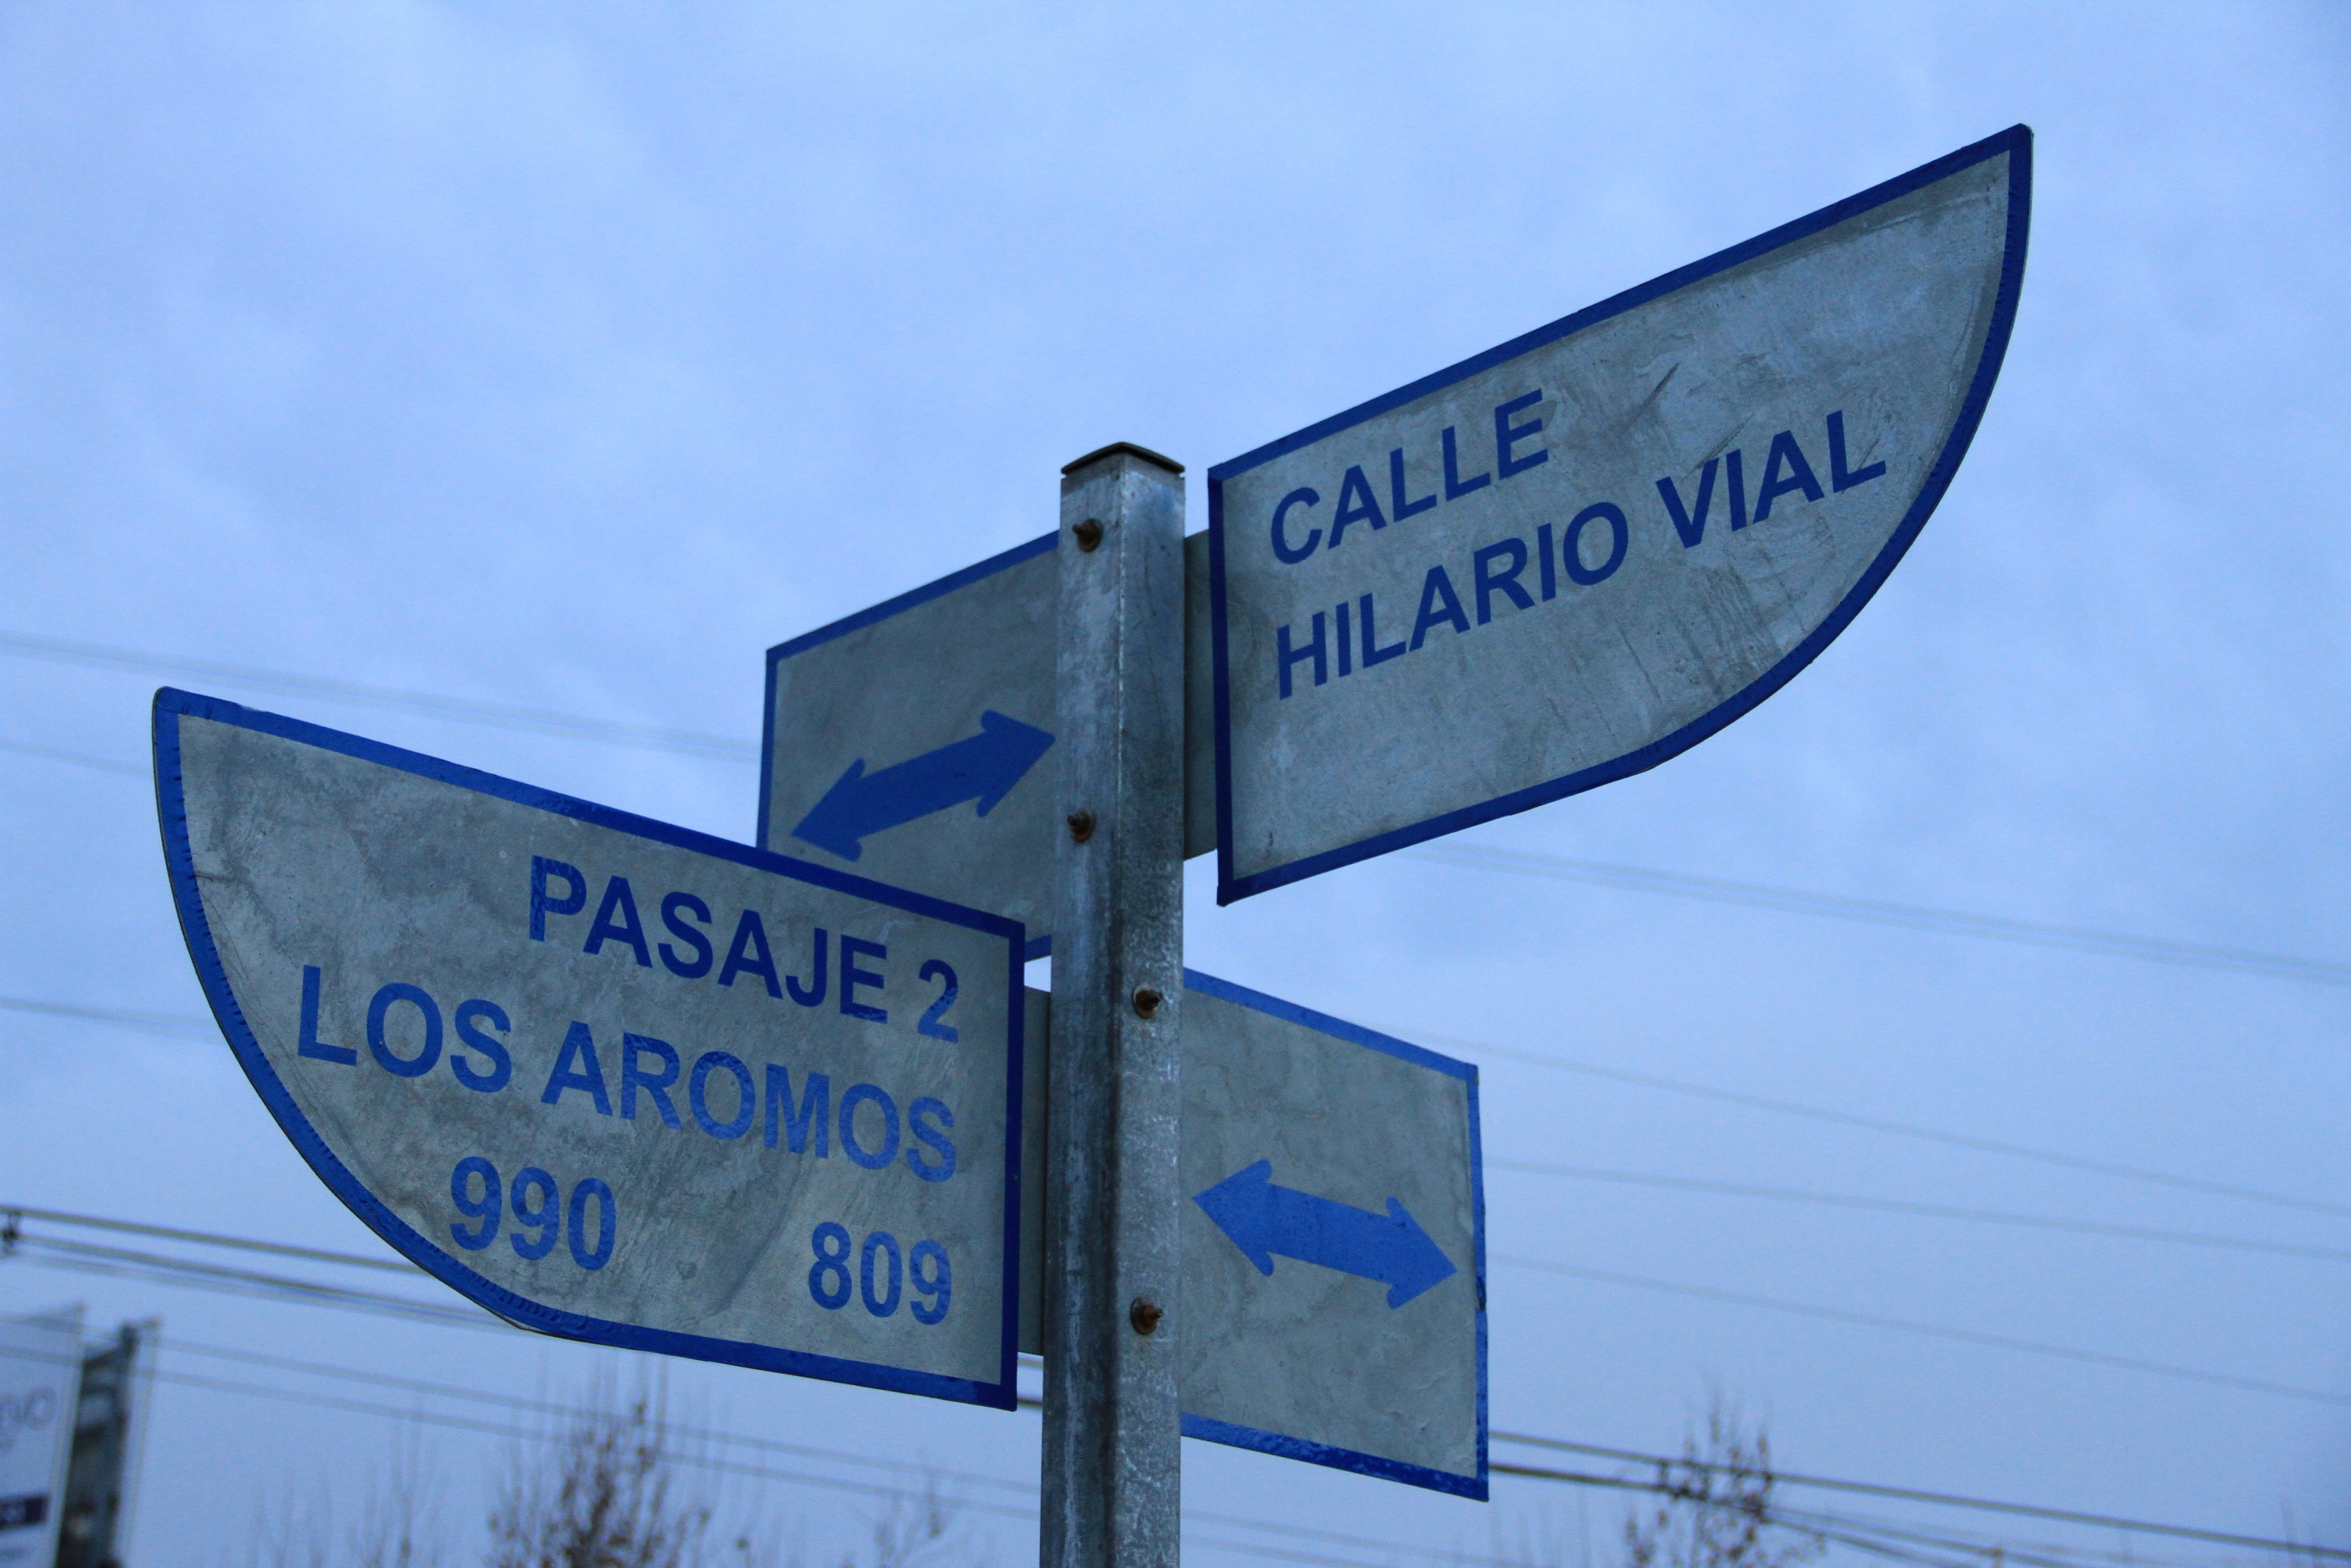 CALLE
HILARIO VIAL
PASAJE 2
LOS AROMOS
990 809